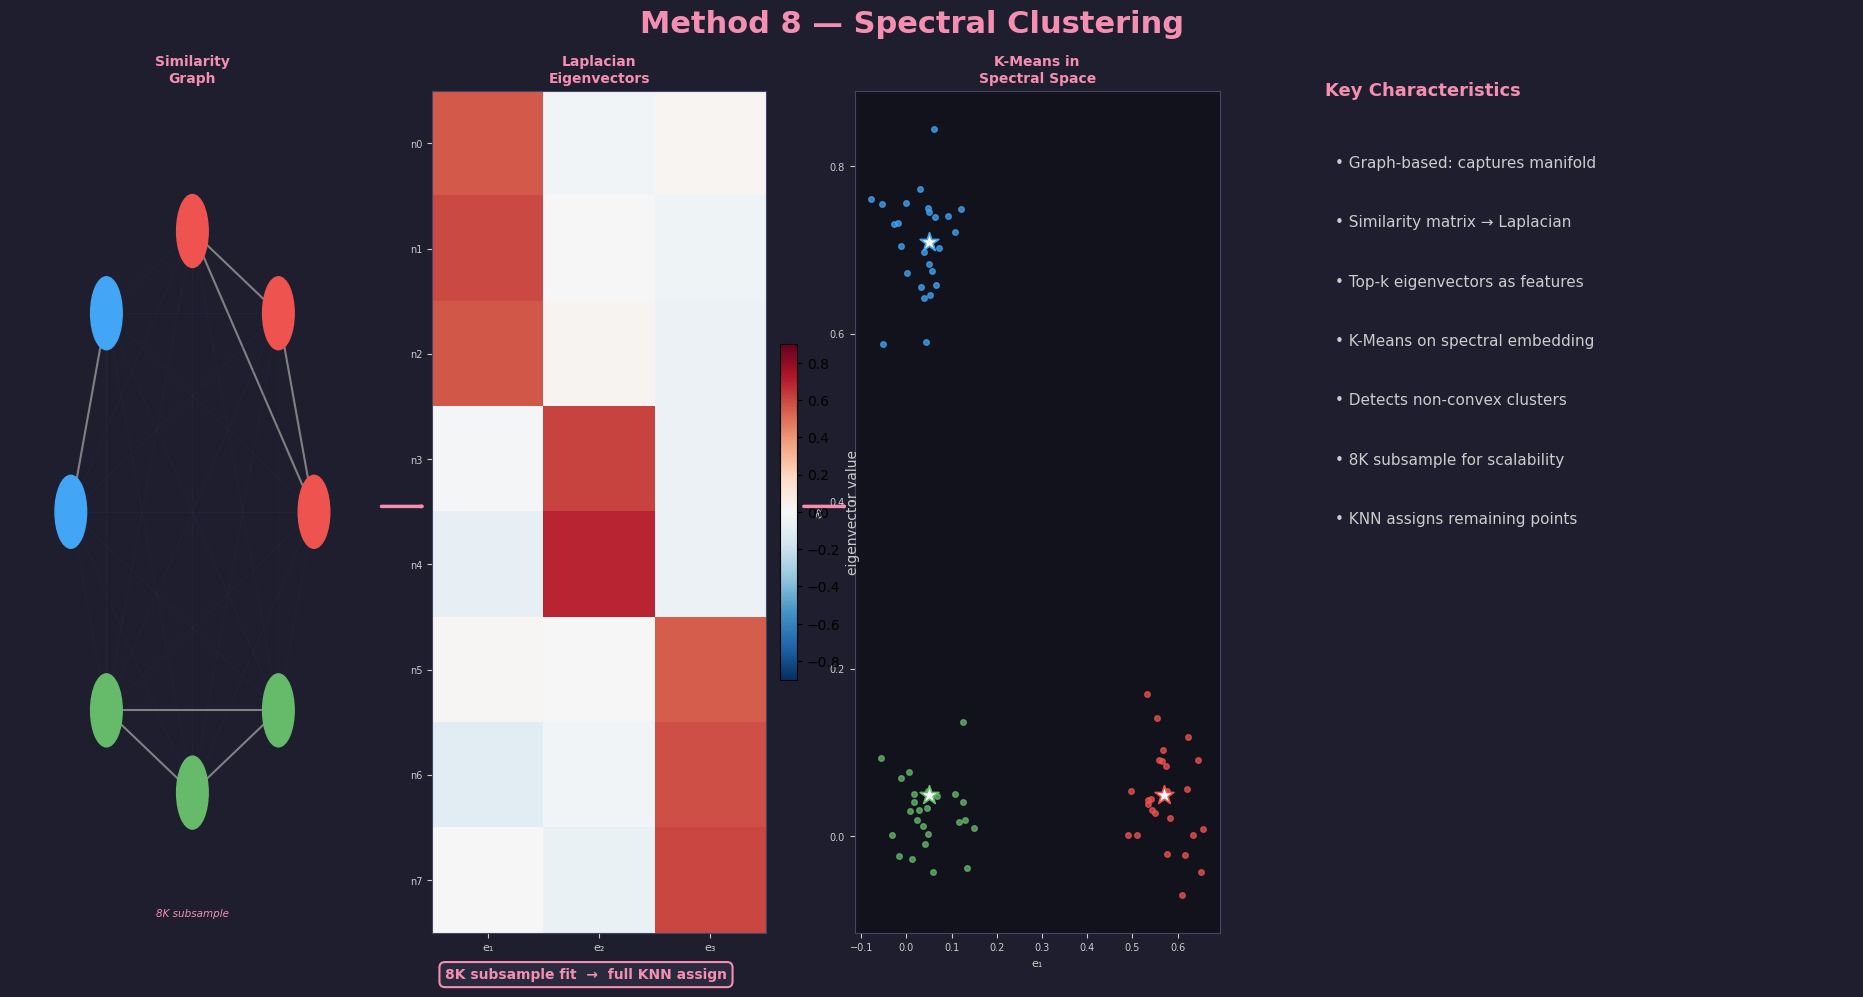 Method 8 — Spectral Clustering
Similarity
Graph
8K subsample
Laplacian
Eigenvectors
n0
n1
n2
n3
n4
n5
n6
n7
e₁
e₂
e₃
8K subsample fit → full KNN assign
0.8
0.6
0.4
0.2
−0.2
−0.4
−0.6
−0.8
eigenvector value
K-Means in
Spectral Space
0.8
0.6
0.4
0.2
0.0
−0.1
0.0
0.1
0.2
0.3
0.4
0.5
0.6
e₁
Key Characteristics
• Graph-based: captures manifold
• Similarity matrix → Laplacian
• Top-k eigenvectors as features
• K-Means on spectral embedding
• Detects non-convex clusters
• 8K subsample for scalability
• KNN assigns remaining points